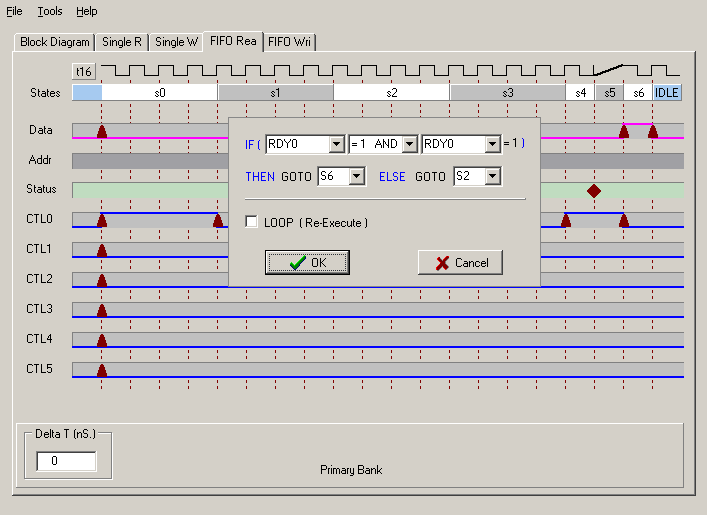 File Tools Help
Block Diagram Single R Single W FIFO Rea FIFO Wri
t16
States s0 s1 s2 s3 s4 s5 s6 IDLE
Data
IF ( RDY0 = 1 AND RDY0 = 1 )
Addr
THEN GOTO S6 ELSE GOTO S2
Status
CTL0
LOOP ( Re-Execute )
CTL1
OK Cancel
CTL2
CTL3
CTL4
CTL5
Delta T (nS.)
0
Primary Bank